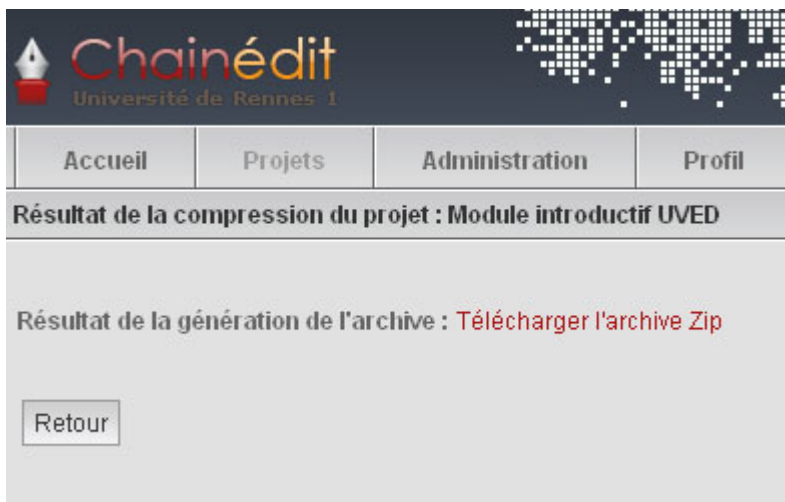 Chainédit
Université de Rennes 1
Accueil Projets Administration Profil
Résultat de la compression du projet : Module introductif UVED
Résultat de la génération de l'archive : Télécharger l'archive Zip
Retour